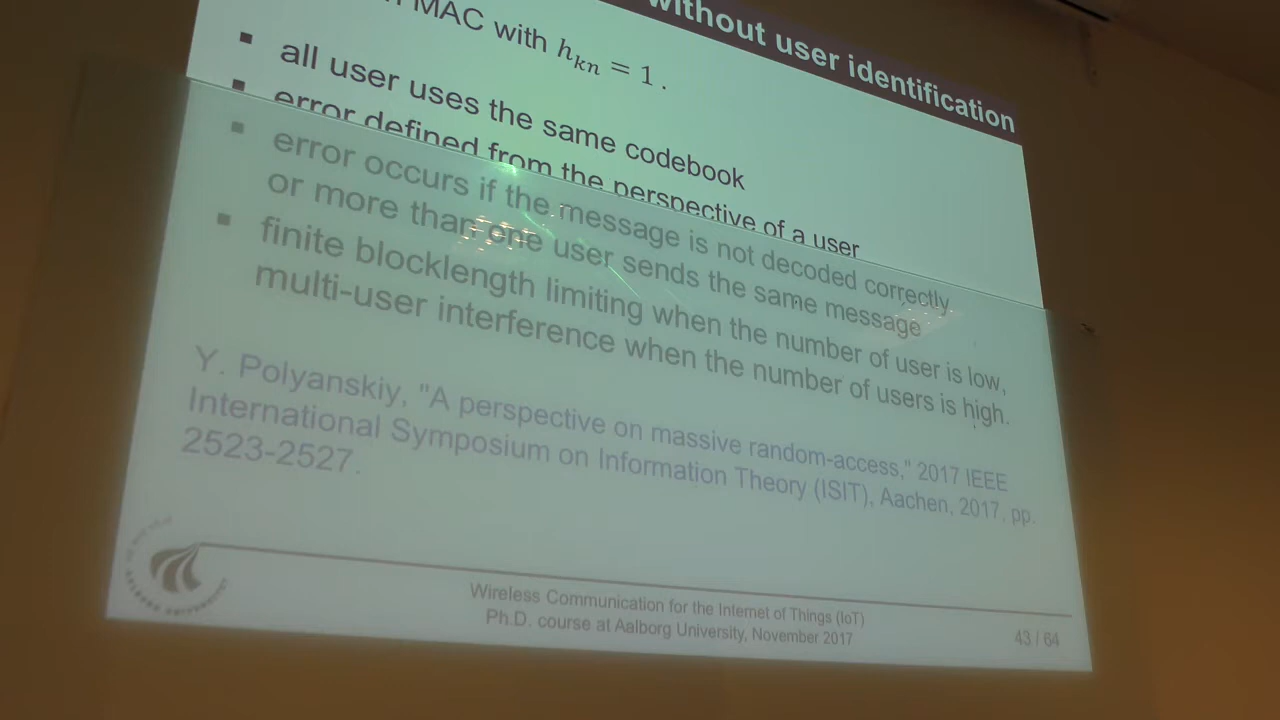 without user identification
MAC with hkn = 1.
▪ all user uses the same codebook
▪ error defined from the perspective of a user
▪ error occurs if the message is not decoded correctly
or more than one user sends the same message
▪ finite blocklength limiting when the number of user is low,
multi-user interference when the number of users is high.
Y. Polyanskiy, "A perspective on massive random-access," 2017 IEEE
International Symposium on Information Theory (ISIT), Aachen, 2017, pp.
2523-2527.
Wireless Communication for the Internet of Things (IoT)
Ph.D. course at Aalborg University, November 2017
43 / 64